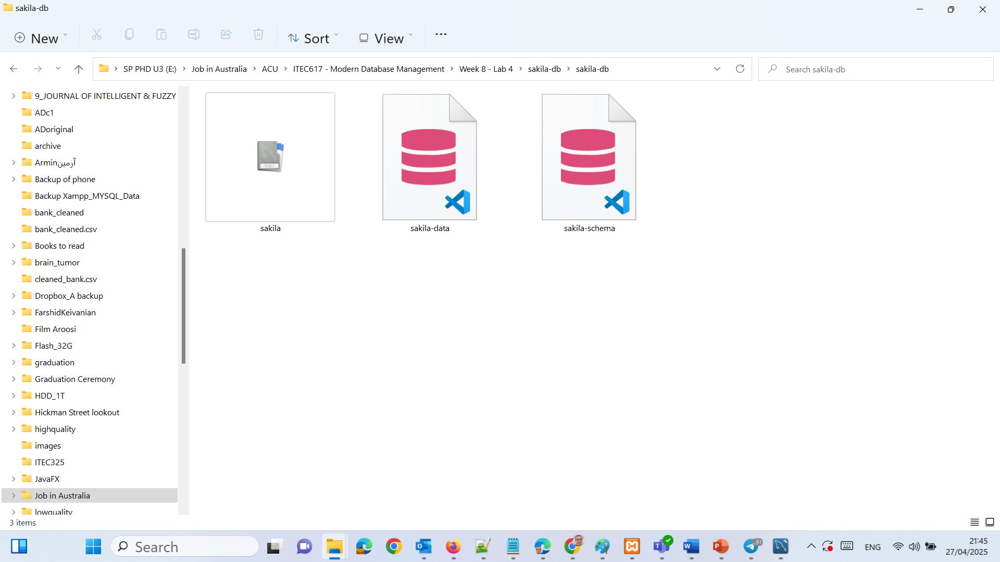 sakila-db
New
Sort
View
SP PHD U3 (E:) Job in Australia ACU ITEC617 - Modern Database Management Week 8 - Lab 4 sakila-db sakila-db
Search sakila-db
9_JOURNAL OF INTELLIGENT & FUZZY
ADc1
ADoriginal
archive
Arminآرمین
Backup of phone
Backup Xampp_MYSQL_Data
bank_cleaned
bank_cleaned.csv
Books to read
brain_tumor
cleaned_bank.csv
Dropbox_A backup
FarshidKeivanian
Film Aroosi
Flash_32G
graduation
Graduation Ceremony
HDD_1T
Hickman Street lookout
highquality
images
ITEC325
JavaFX
Job in Australia
lowquality
sakila
sakila-data
sakila-schema
3 items
Search
91
ENG
21:45
27/04/2025